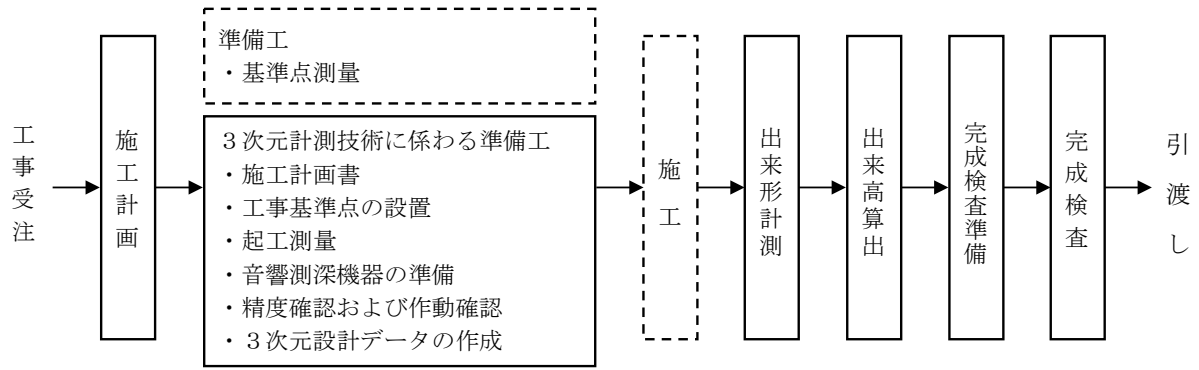 工事受注
施工計画
準備工
・基準点測量
３次元計測技術に係わる準備工
・施工計画書
・工事基準点の設置
・起工測量
・音響測深機器の準備
・精度確認および作動確認
・３次元設計データの作成
施工
出来形計測
出来高算出
完成検査準備
完成検査
引渡し